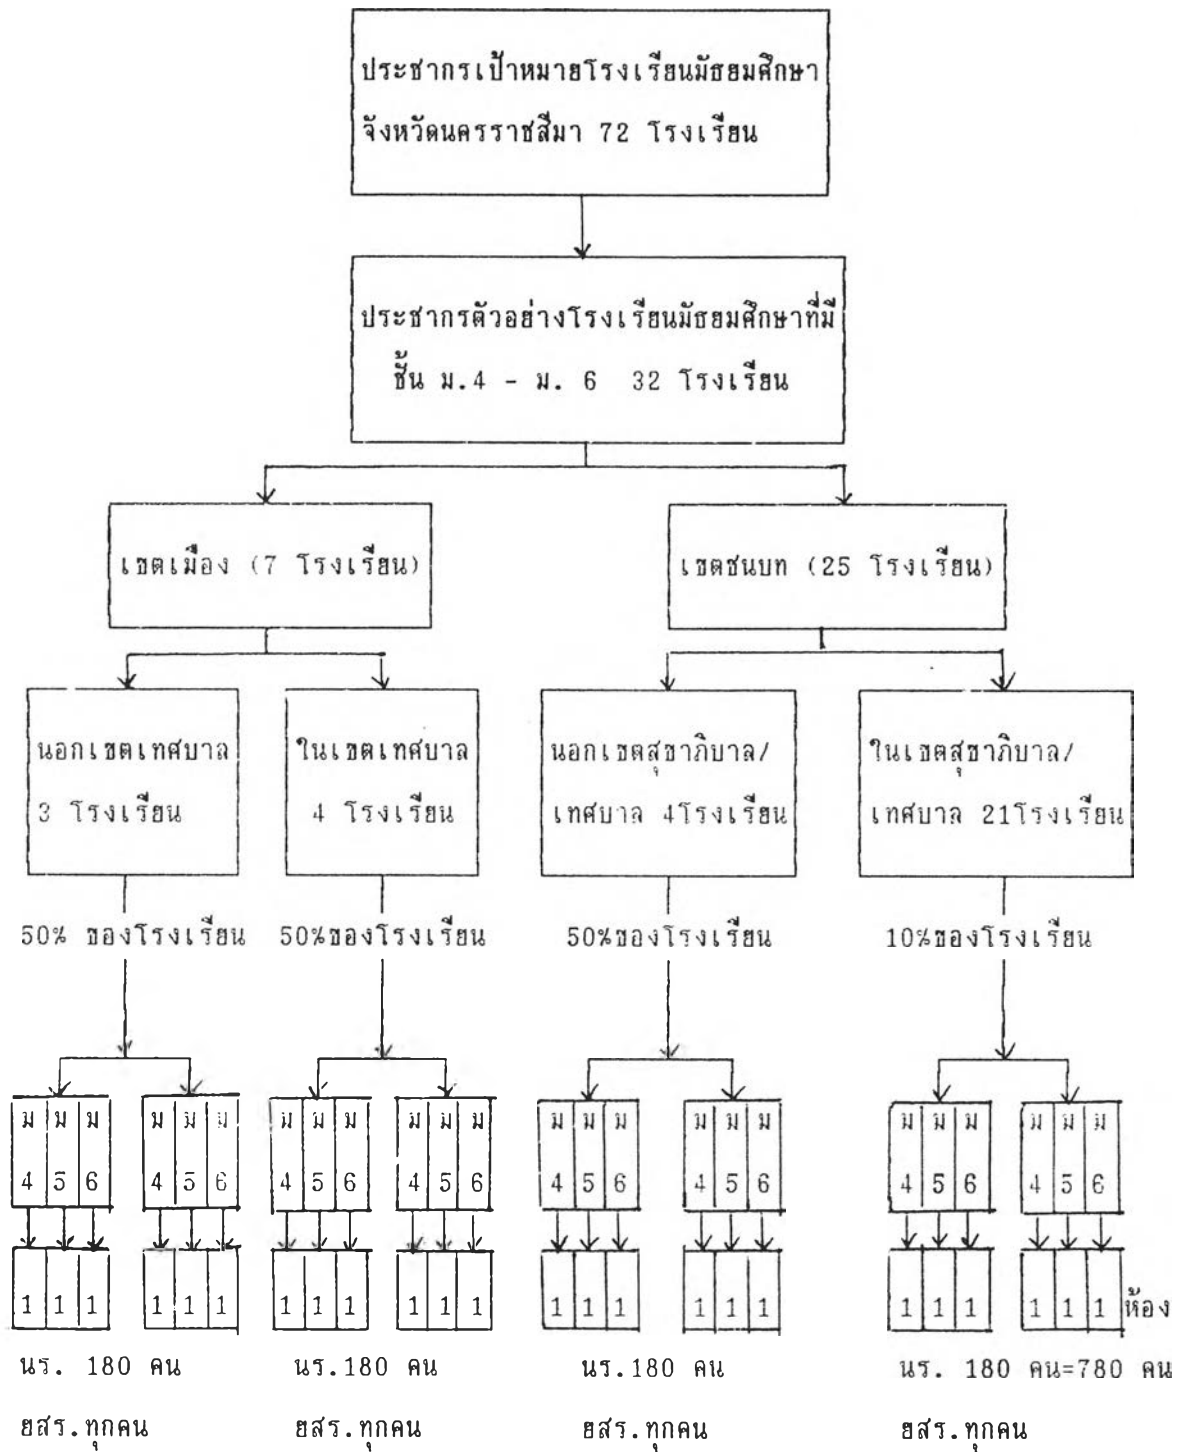 ประชากรเป้าหมายโรงเรียนมัธยมศึกษา
จังหวัดนครราชสีมา 72 โรงเรียน
ประชากรตัวอย่างโรงเรียนมัธยมศึกษาที่มี
ชั้น ม.4 - ม. 6 32 โรงเรียน
เขตเมือง (7 โรงเรียน)
เขตชนบท (25 โรงเรียน)
นอกเขตเทศบาล
3 โรงเรียน
ในเขตเทศบาล
4 โรงเรียน
นอกเขตสุขาภิบาล/
เทศบาล 4โรงเรียน
ในเขตสุขาภิบาล/
เทศบาล 21โรงเรียน
50% ของโรงเรียน
50%ของโรงเรียน
50%ของโรงเรียน
10%ของโรงเรียน
ม ม ม ม ม ม ม ม ม ม ม ม ม ม ม ม ม ม ม ม ม ม ม ม
4 5 6 4 5 6 4 5 6 4 5 6 4 5 6 4 5 6 4 5 6 4 5 6
1 1 1 1 1 1 1 1 1 1 1 1 1 1 1 1 1 1 1 1 1 1 1 1 ห้อง
นร. 180 คน
นร.180 คน
นร.180 คน
นร. 180 คน=780 คน
ยสร.ทุกคน
ยสร.ทุกคน
ยสร.ทุกคน
ยสร.ทุกคน